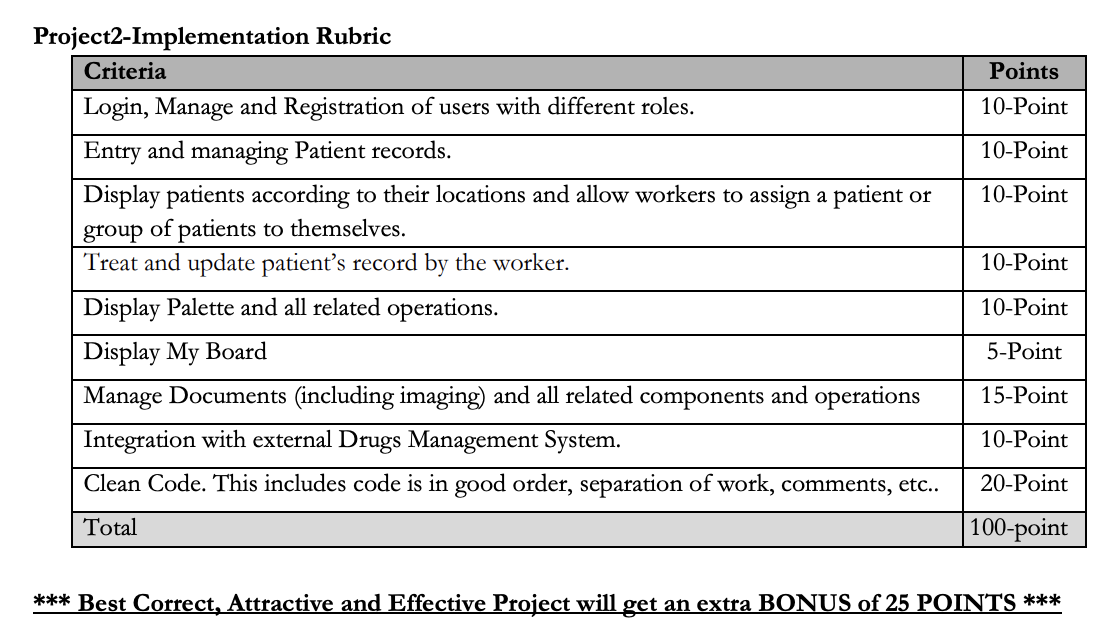 Project2-Implementation Rubric
Criteria Points
Login, Manage and Registration of users with different roles. 10-Point
Entry and managing Patient records. 10-Point
Display patients according to their locations and allow workers to assign a patient or 10-Point
group of patients to themselves.
Treat and update patient’s record by the worker. 10-Point
Display Palette and all related operations. 10-Point
Display My Board 5-Point
Manage Documents (including imaging) and all related components and operations 15-Point
Integration with external Drugs Management System. 10-Point
Clean Code. This includes code is in good order, separation of work, comments, etc.. 20-Point
Total 100-point
*** Best Correct, Attractive and Effective Project will get an extra BONUS of 25 POINTS ***